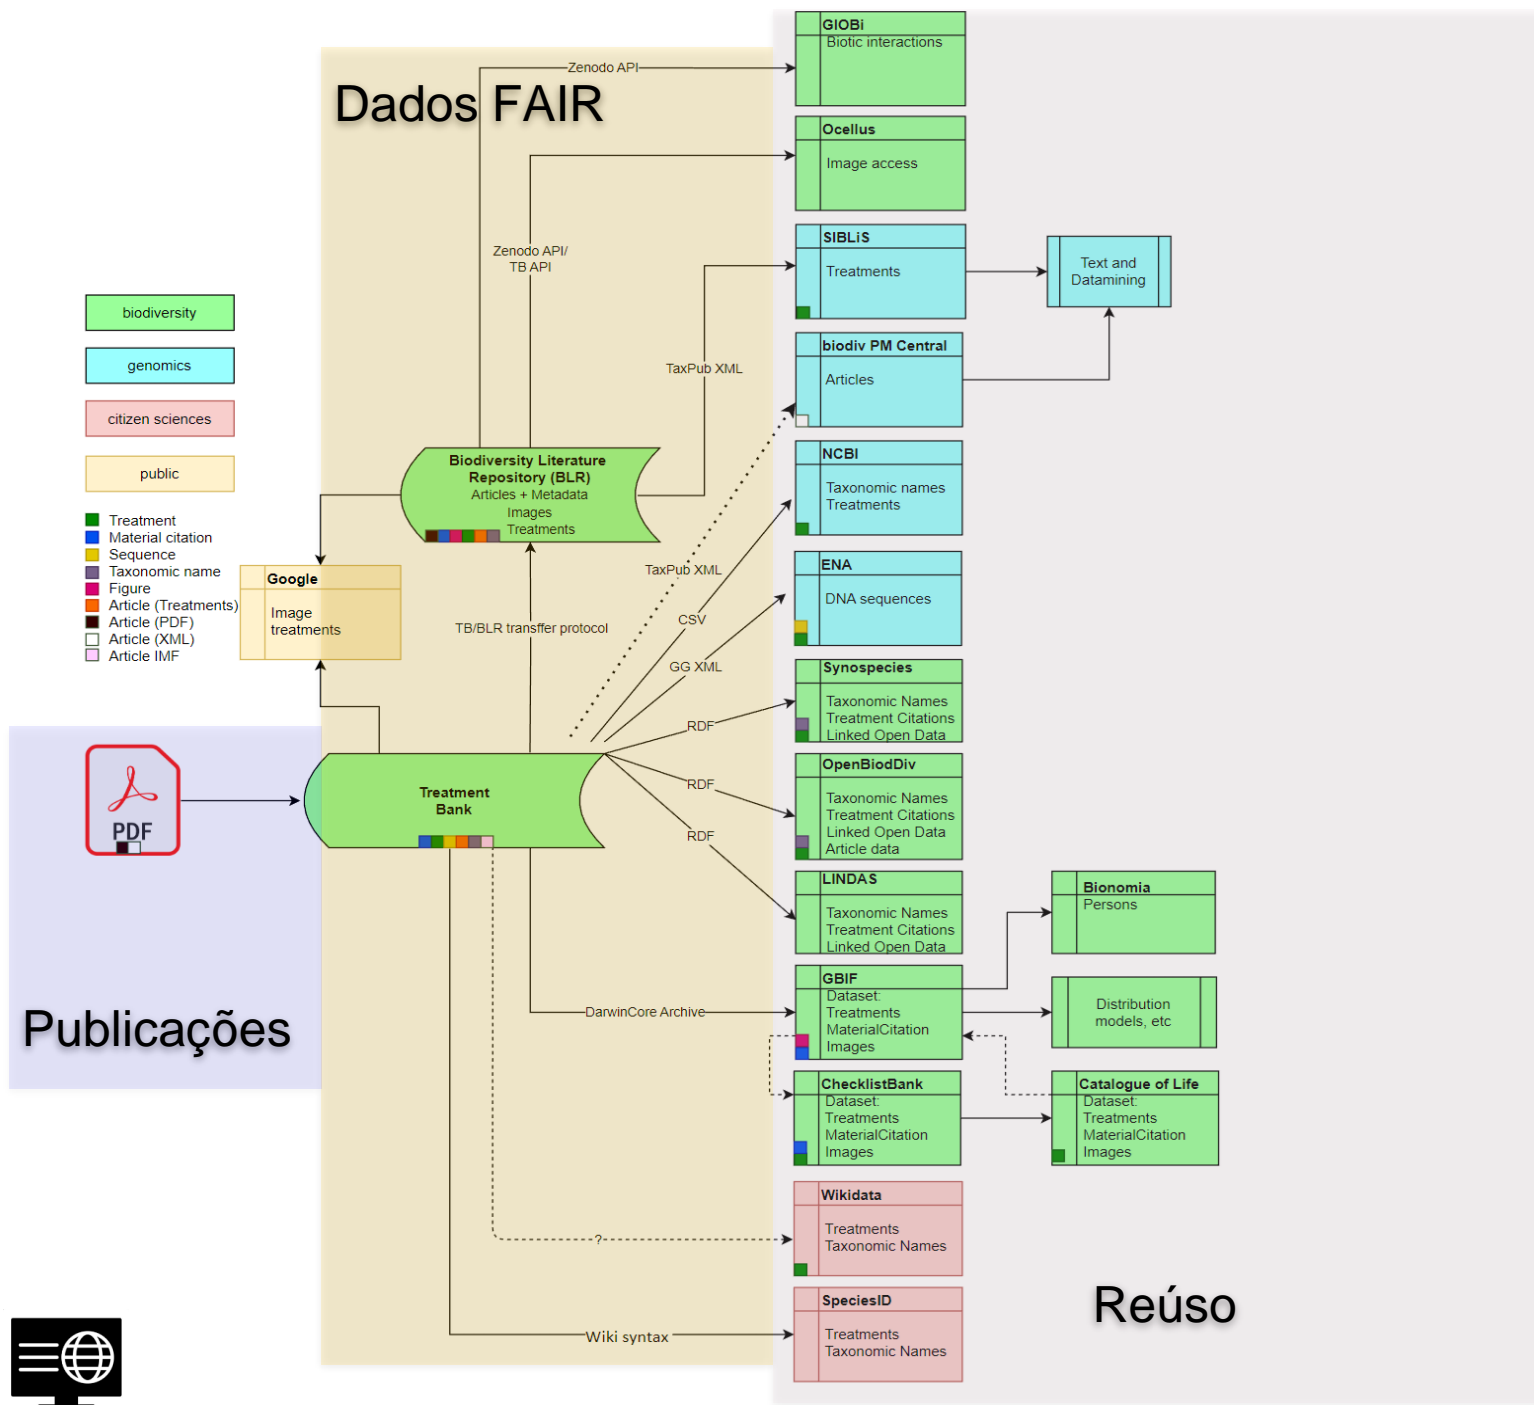 Dados FAIR
Publicações
Reúso
biodiversity
genomics
citizen sciences
public
Treatment
Material citation
Sequence
Taxonomic name
Figure
Article (Treatments)
Article (PDF)
Article (XML)
Article IMF
PDF
Google
Image
treatments
Biodiversity Literature
Repository (BLR)
Articles + Metadata
Images
Treatments
Treatment
Bank
Zenodo API
Zenodo API/
TB API
TaxPub XML
TaxPub XML
TB/BLR transffer protocol
CSV
GG XML
RDF
RDF
RDF
DarwinCore Archive
?
Wiki syntax
GIOBi
Biotic interactions
Ocellus
Image access
SIBLiS
Treatments
Text and
Datamining
biodiv PM Central
Articles
NCBI
Taxonomic names
Treatments
ENA
DNA sequences
Synospecies
Taxonomic Names
Treatment Citations
Linked Open Data
OpenBiodDiv
Taxonomic Names
Treatment Citations
Linked Open Data
Article data
LINDAS
Taxonomic Names
Treatment Citations
Linked Open Data
Bionomia
Persons
GBIF
Dataset:
Treatments
MaterialCitation
Images
Distribution
models, etc
ChecklistBank
Dataset:
Treatments
MaterialCitation
Images
Catalogue of Life
Dataset:
Treatments
MaterialCitation
Images
Wikidata
Treatments
Taxonomic Names
SpeciesID
Treatments
Taxonomic Names